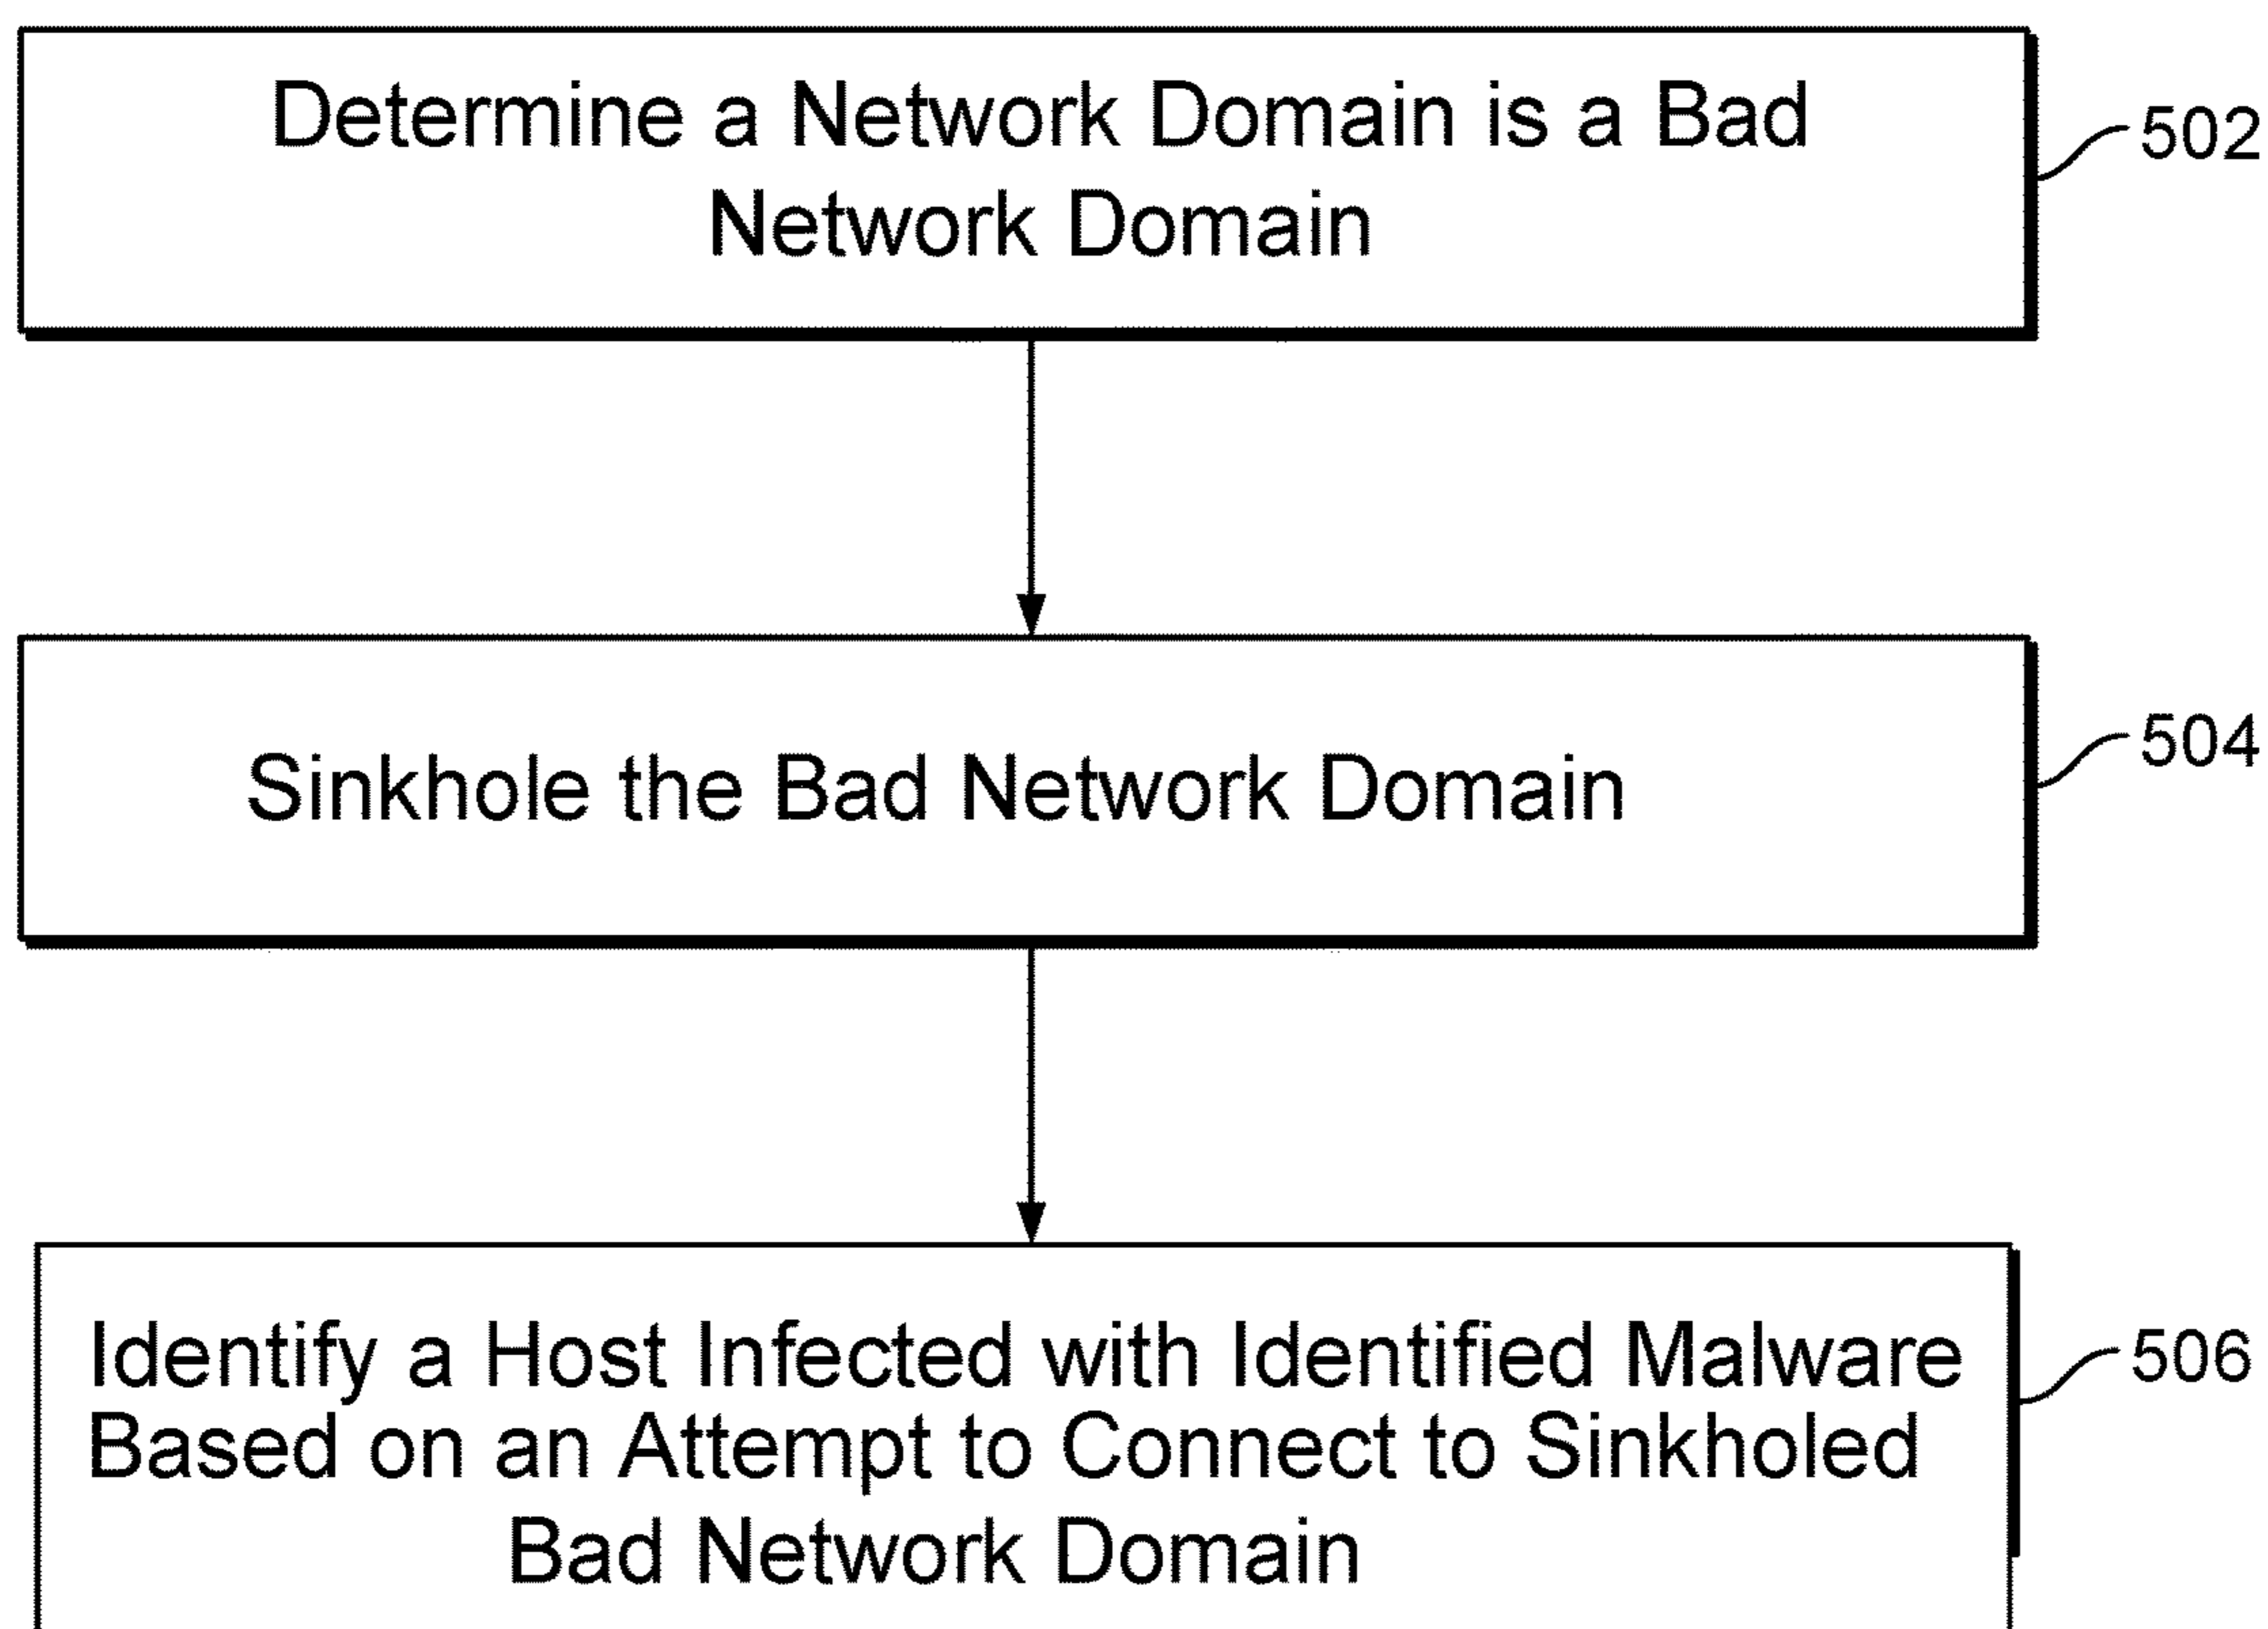 Determine a Network Domain is a Bad
Network Domain
502
Sinkhole the Bad Network Domain
504
Identify a Host Infected with Identified Malware
Based on an Attempt to Connect to Sinkholed
Bad Network Domain
506